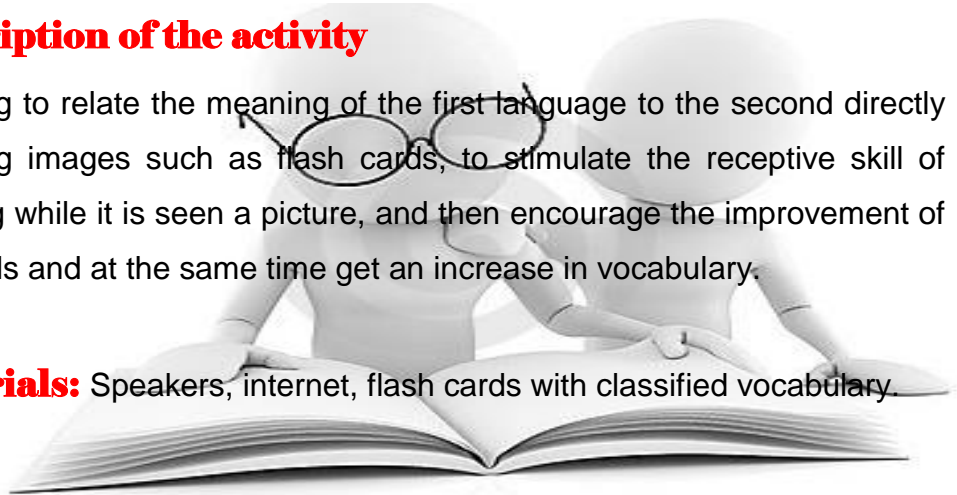 iption of the activity
g to relate the meaning of the first language to the second directly
g images such as flash cards, to stimulate the receptive skill of
g while it is seen a picture, and then encourage the improvement of
ls and at the same time get an increase in vocabulary.
rials: Speakers, internet, flash cards with classified vocabulary.